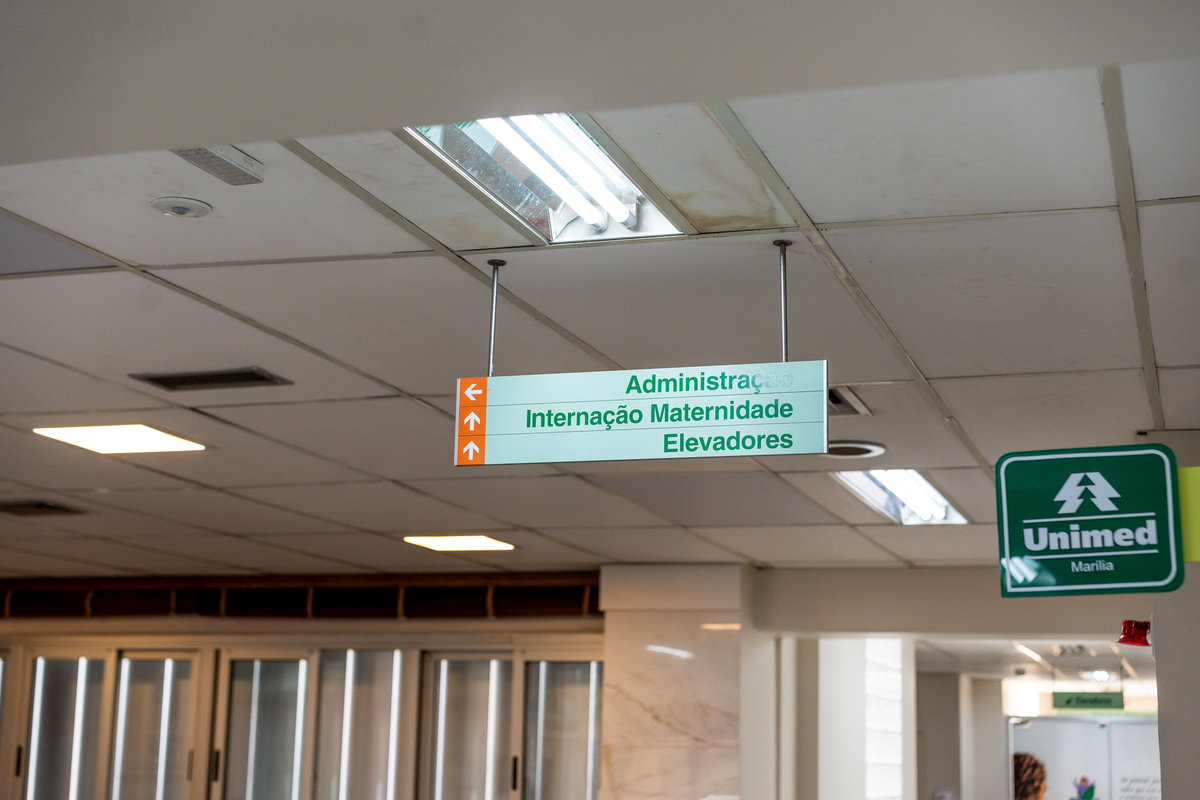 Administração
Internação Maternidade
Elevadores
Unimed
Marília